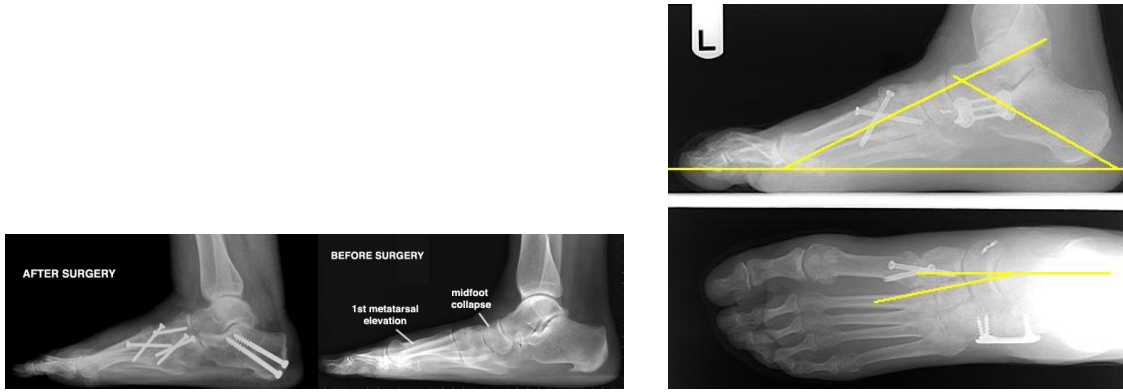 L
AFTER SURGERY
BEFORE SURGERY
1st metatarsal
elevation
midfoot
collapse